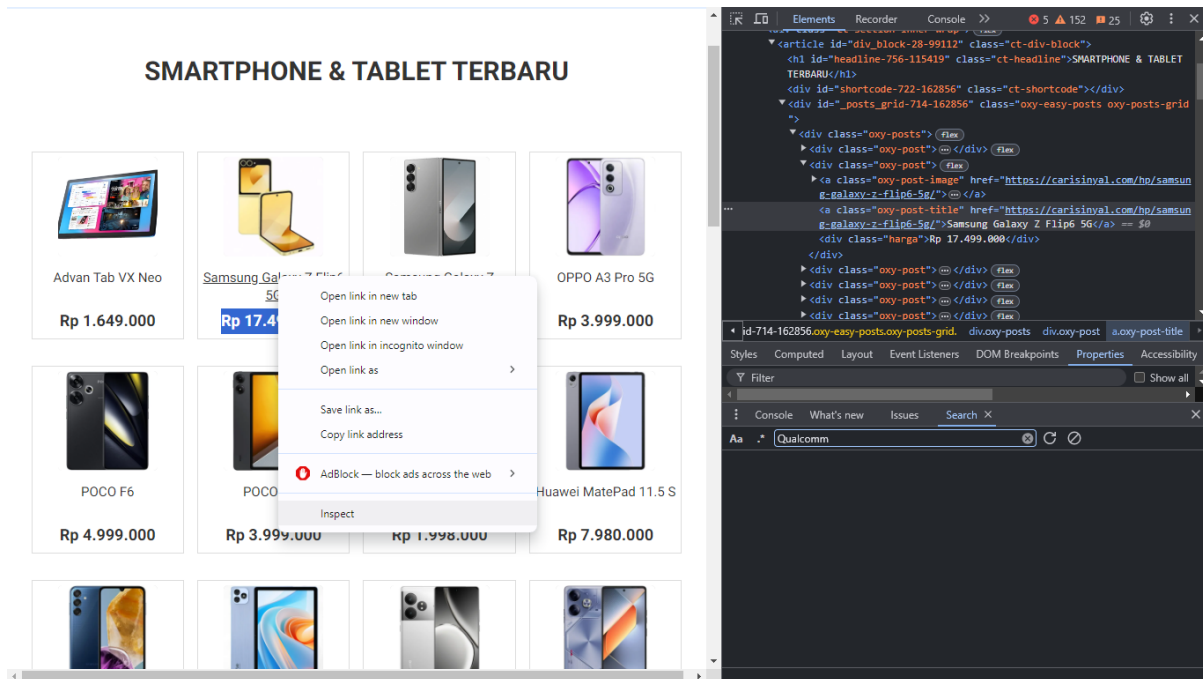 SMARTPHONE & TABLET TERBARU
Advan Tab VX Neo
Rp 1.649.000
Samsung Galaxy Z Flip6
5G
Rp 17.49
Samsung Galaxy Z
OPPO A3 Pro 5G
Rp 3.999.000
Open link in new tab
Open link in new window
Open link in incognito window
Open link as
Save link as...
Copy link address
AdBlock — block ads across the web
Inspect
POCO F6
Rp 4.999.000
POCO
Rp 3.999.000
Rp 1.998.000
Huawei MatePad 11.5 S
Rp 7.980.000
Elements Recorder Console 5 152 25
<article id="div_block-28-99112" class="ct-div-block">
<h1 id="headline-756-115419" class="ct-headline">SMARTPHONE & TABLET
TERBARU</h1>
<div id="shortcode-722-162856" class="ct-shortcode"></div>
<div id="_posts_grid-714-162856" class="oxy-easy-posts oxy-posts-grid
">
<div class="oxy-posts"> flex
<div class="oxy-post"> ... </div> flex
<div class="oxy-post"> flex
<a class="oxy-post-image" href="https://carisinyal.com/hp/samsun
g-galaxy-z-flip6-5g/"> ... </a>
... <a class="oxy-post-title" href="https://carisinyal.com/hp/samsun
g-galaxy-z-flip6-5g/">Samsung Galaxy Z Flip6 5G</a> == $0
<div class="harga">Rp 17.499.000</div>
</div>
<div class="oxy-post"> ... </div> flex
<div class="oxy-post"> ... </div> flex
<div class="oxy-post"> ... </div> flex
<div class="oxy-post"> ... </div> flex
id-714-162856.oxy-easy-posts.oxy-posts-grid. div.oxy-posts div.oxy-post a.oxy-post-title
Styles Computed Layout Event Listeners DOM Breakpoints Properties Accessibility
Filter Show all
Console What's new Issues Search
Aa .* Qualcomm